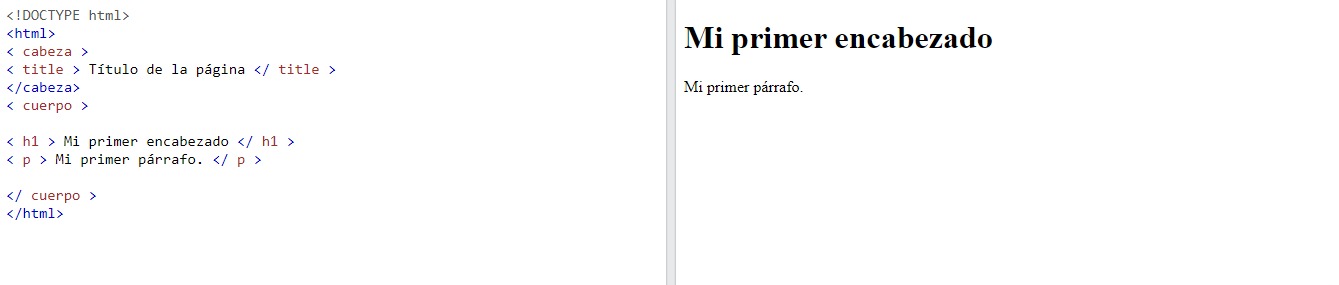 <!DOCTYPE html>
<html>
< cabeza >
< title > Título de la página </ title >
</cabeza>
< cuerpo >
< h1 > Mi primer encabezado </ h1 >
< p > Mi primer párrafo. </ p >
</ cuerpo >
</html>
Mi primer encabezado
Mi primer párrafo.